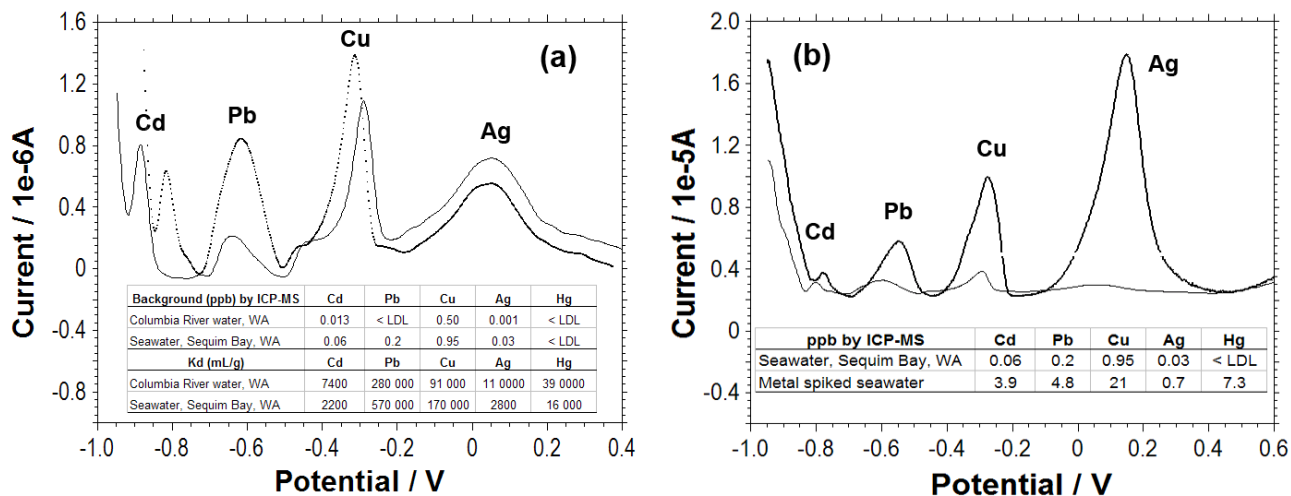 (a)
Cd
Pb
Cu
Ag
Current / 1e-6A
1.6
1.2
0.8
0.4
0
-0.4
-0.8
Background (ppb) by ICP-MS Cd Pb Cu Ag Hg
Columbia River water, WA 0.013 < LDL 0.50 0.001 < LDL
Seawater, Sequim Bay, WA 0.06 0.2 0.95 0.03 < LDL
Kd (mL/g) Cd Pb Cu Ag Hg
Columbia River water, WA 7400 280 000 91 000 11 0000 39 0000
Seawater, Sequim Bay, WA 2200 570 000 170 000 2800 16 000
-1.0 -0.8 -0.6 -0.4 -0.2 0.0 0.2 0.4
Potential / V
(b)
Cd
Pb
Cu
Ag
Current / 1e-5A
2.0
1.6
1.2
0.8
0.4
0
-0.4
ppb by ICP-MS Cd Pb Cu Ag Hg
Seawater, Sequim Bay, WA 0.06 0.2 0.95 0.03 < LDL
Metal spiked seawater 3.9 4.8 21 0.7 7.3
-1.0 -0.8 -0.6 -0.4 -0.2 0 0.2 0.4 0.6
Potential / V